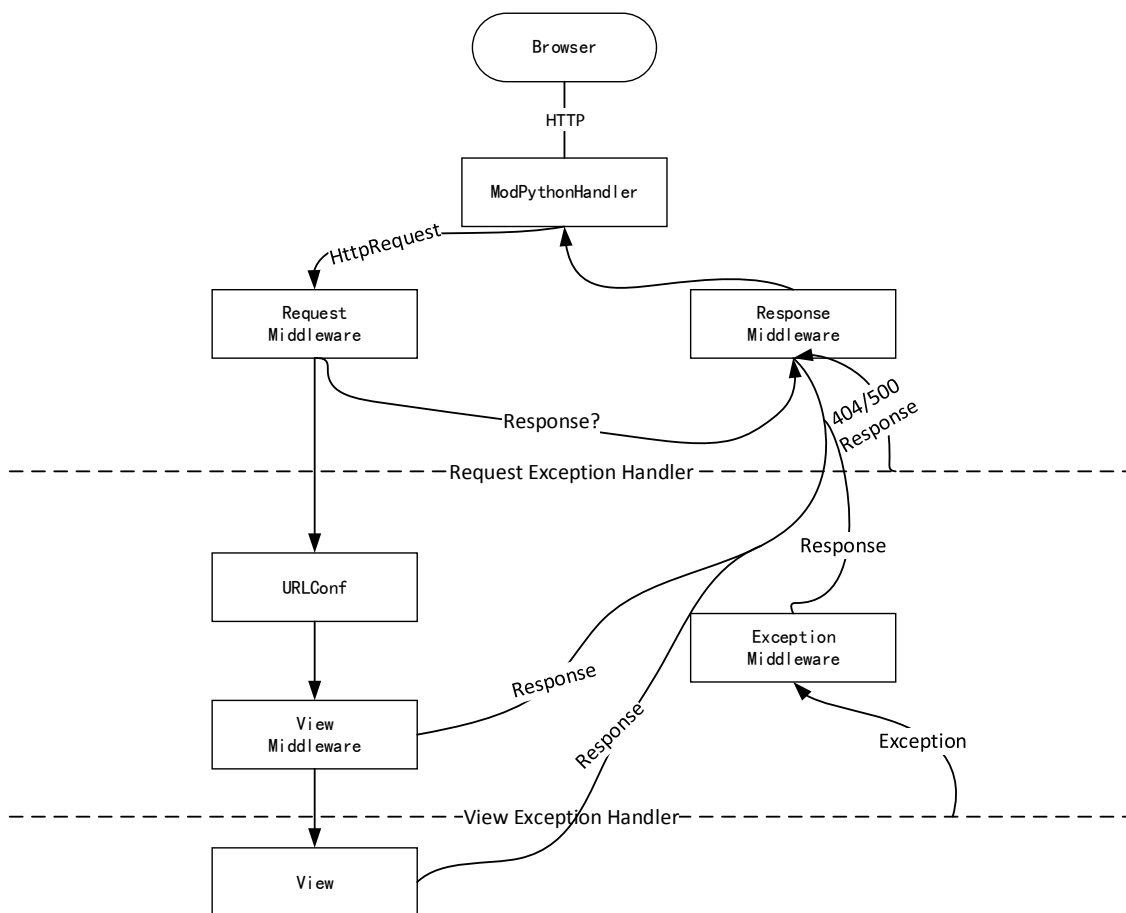 Browser
HTTP
ModPythonHandler
HttpRequest
Request
Middleware
Response
Middleware
Response?
404/500
Response
Request Exception Handler
Response
URLConf
Exception
Middleware
Response
View
Middleware
Response
Exception
View Exception Handler
View